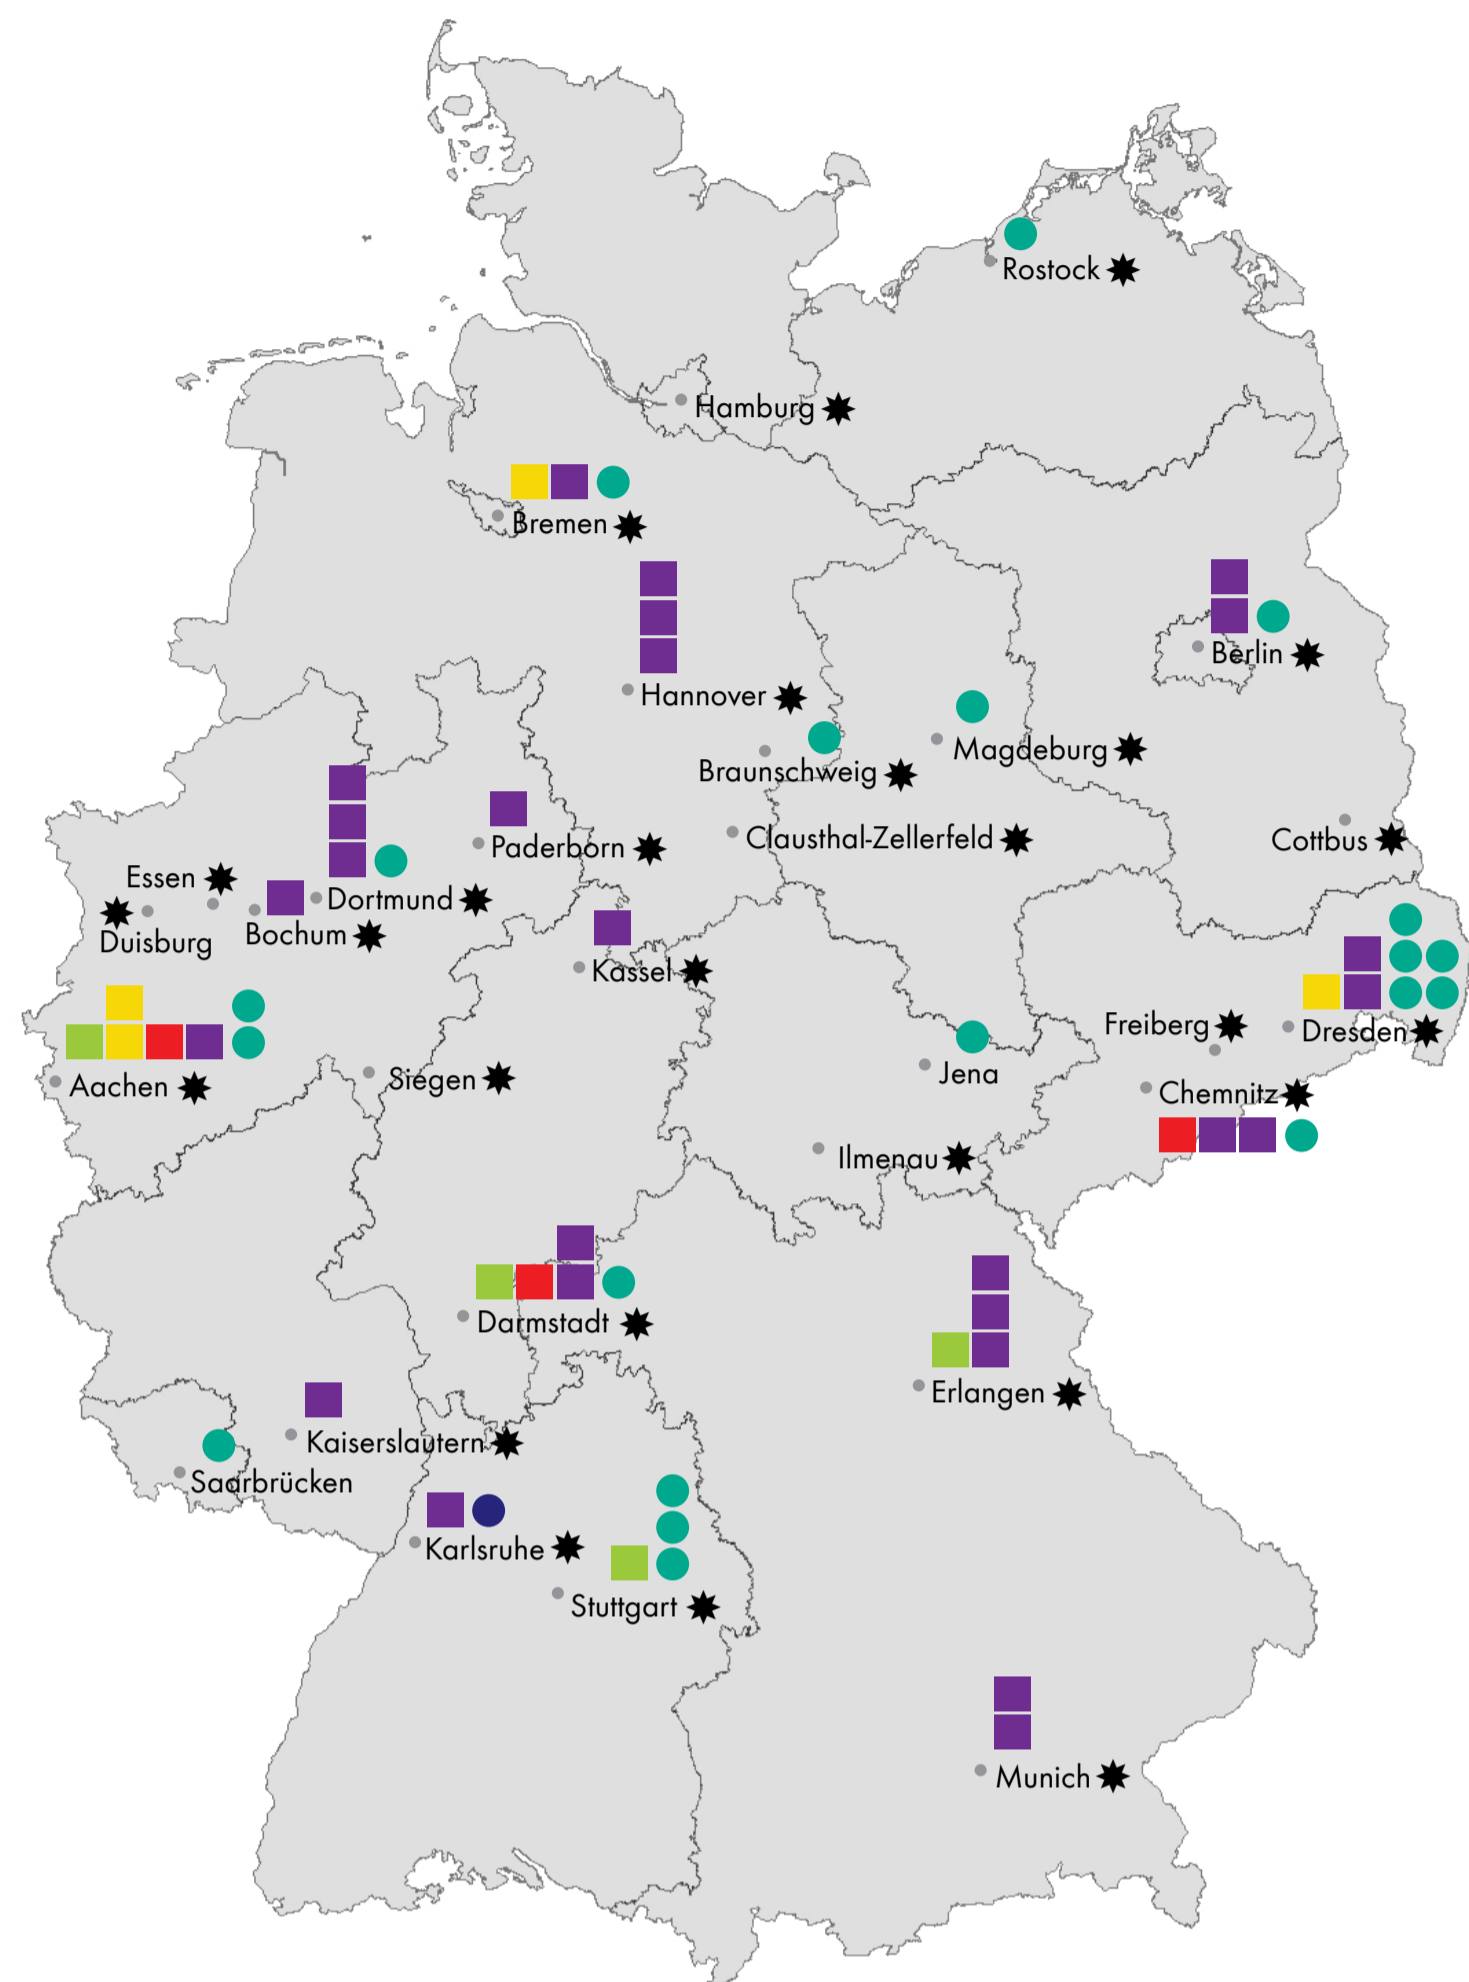 Rostock
Hamburg
Bremen
Berlin
Hannover
Magdeburg
Braunschweig
Clausthal-Zellerfeld
Cottbus
Paderborn
Essen
Dortmund
Duisburg
Bochum
Kassel
Freiberg
Dresden
Aachen
Siegen
Jena
Chemnitz
Ilmenau
Darmstadt
Erlangen
Kaiserslautern
Saarbrücken
Karlsruhe
Stuttgart
Munich